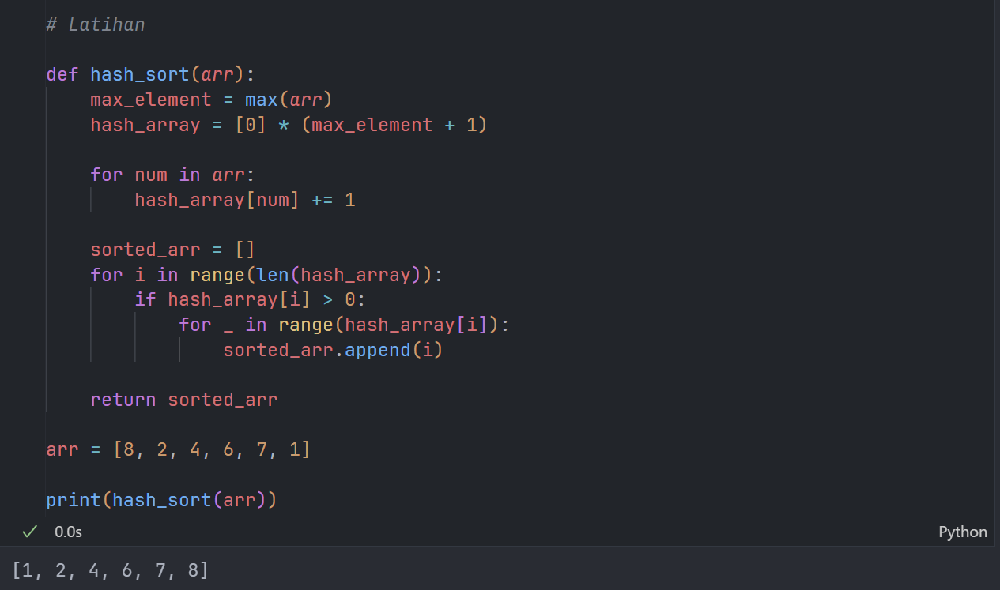 # Latihan
def hash_sort(arr):
    max_element = max(arr)
    hash_array = [0] * (max_element + 1)
    for num in arr:
        hash_array[num] += 1
    sorted_arr = []
    for i in range(len(hash_array)):
        if hash_array[i] > 0:
            for _ in range(hash_array[i]):
                sorted_arr.append(i)
    return sorted_arr
arr = [8, 2, 4, 6, 7, 1]
print(hash_sort(arr))
0.0s
Python
[1, 2, 4, 6, 7, 8]